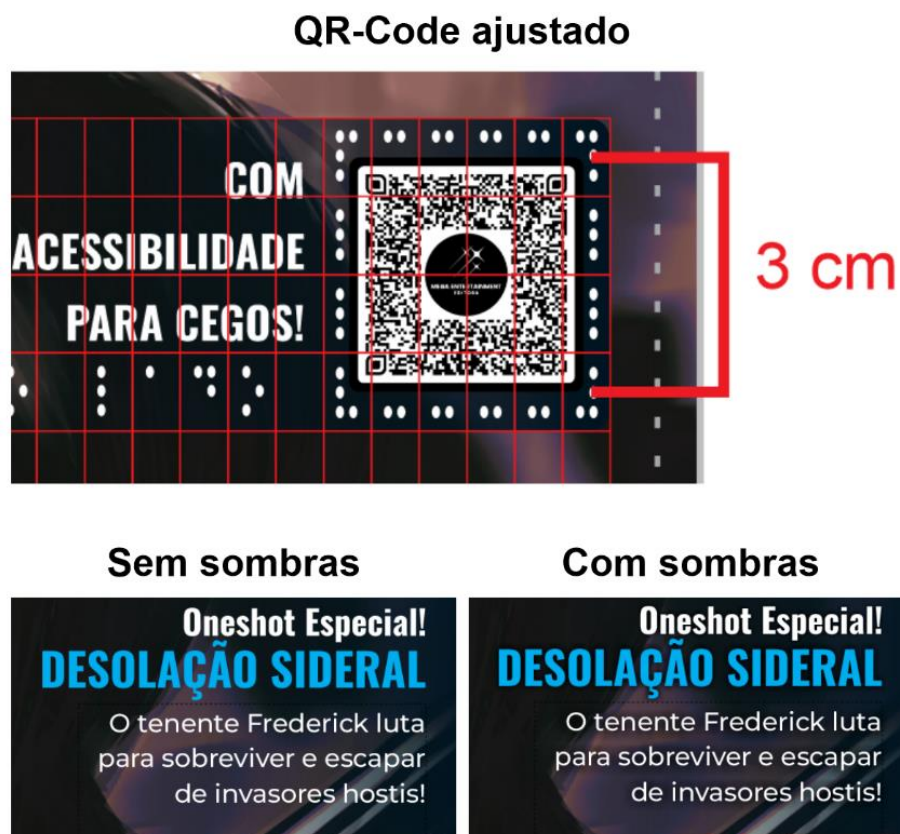 QR-Code ajustado
COM
ACESSIBILIDADE
PARA CEGOS!
3 cm
Sem sombras
Com sombras
Oneshot Especial!
DESOLAÇÃO SIDERAL
O tenente Frederick luta
para sobreviver e escapar
de invasores hostis!
Oneshot Especial!
DESOLAÇÃO SIDERAL
O tenente Frederick luta
para sobreviver e escapar
de invasores hostis!